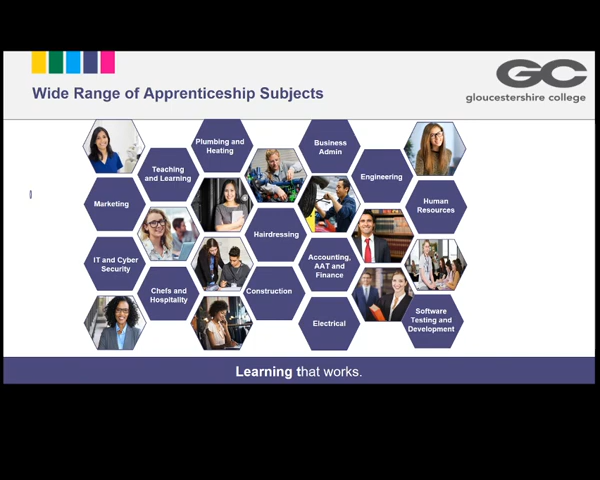 GC
gloucestershire college
Wide Range of Apprenticeship Subjects
Plumbing and
Heating
Business
Admin
Teaching
and Learning
Engineering
Marketing
Human
Resources
Hairdressing
IT and Cyber
Security
Accounting,
AAT and
Finance
Chefs and
Hospitality
Construction
Software
Testing and
Development
Electrical
Learning that works.